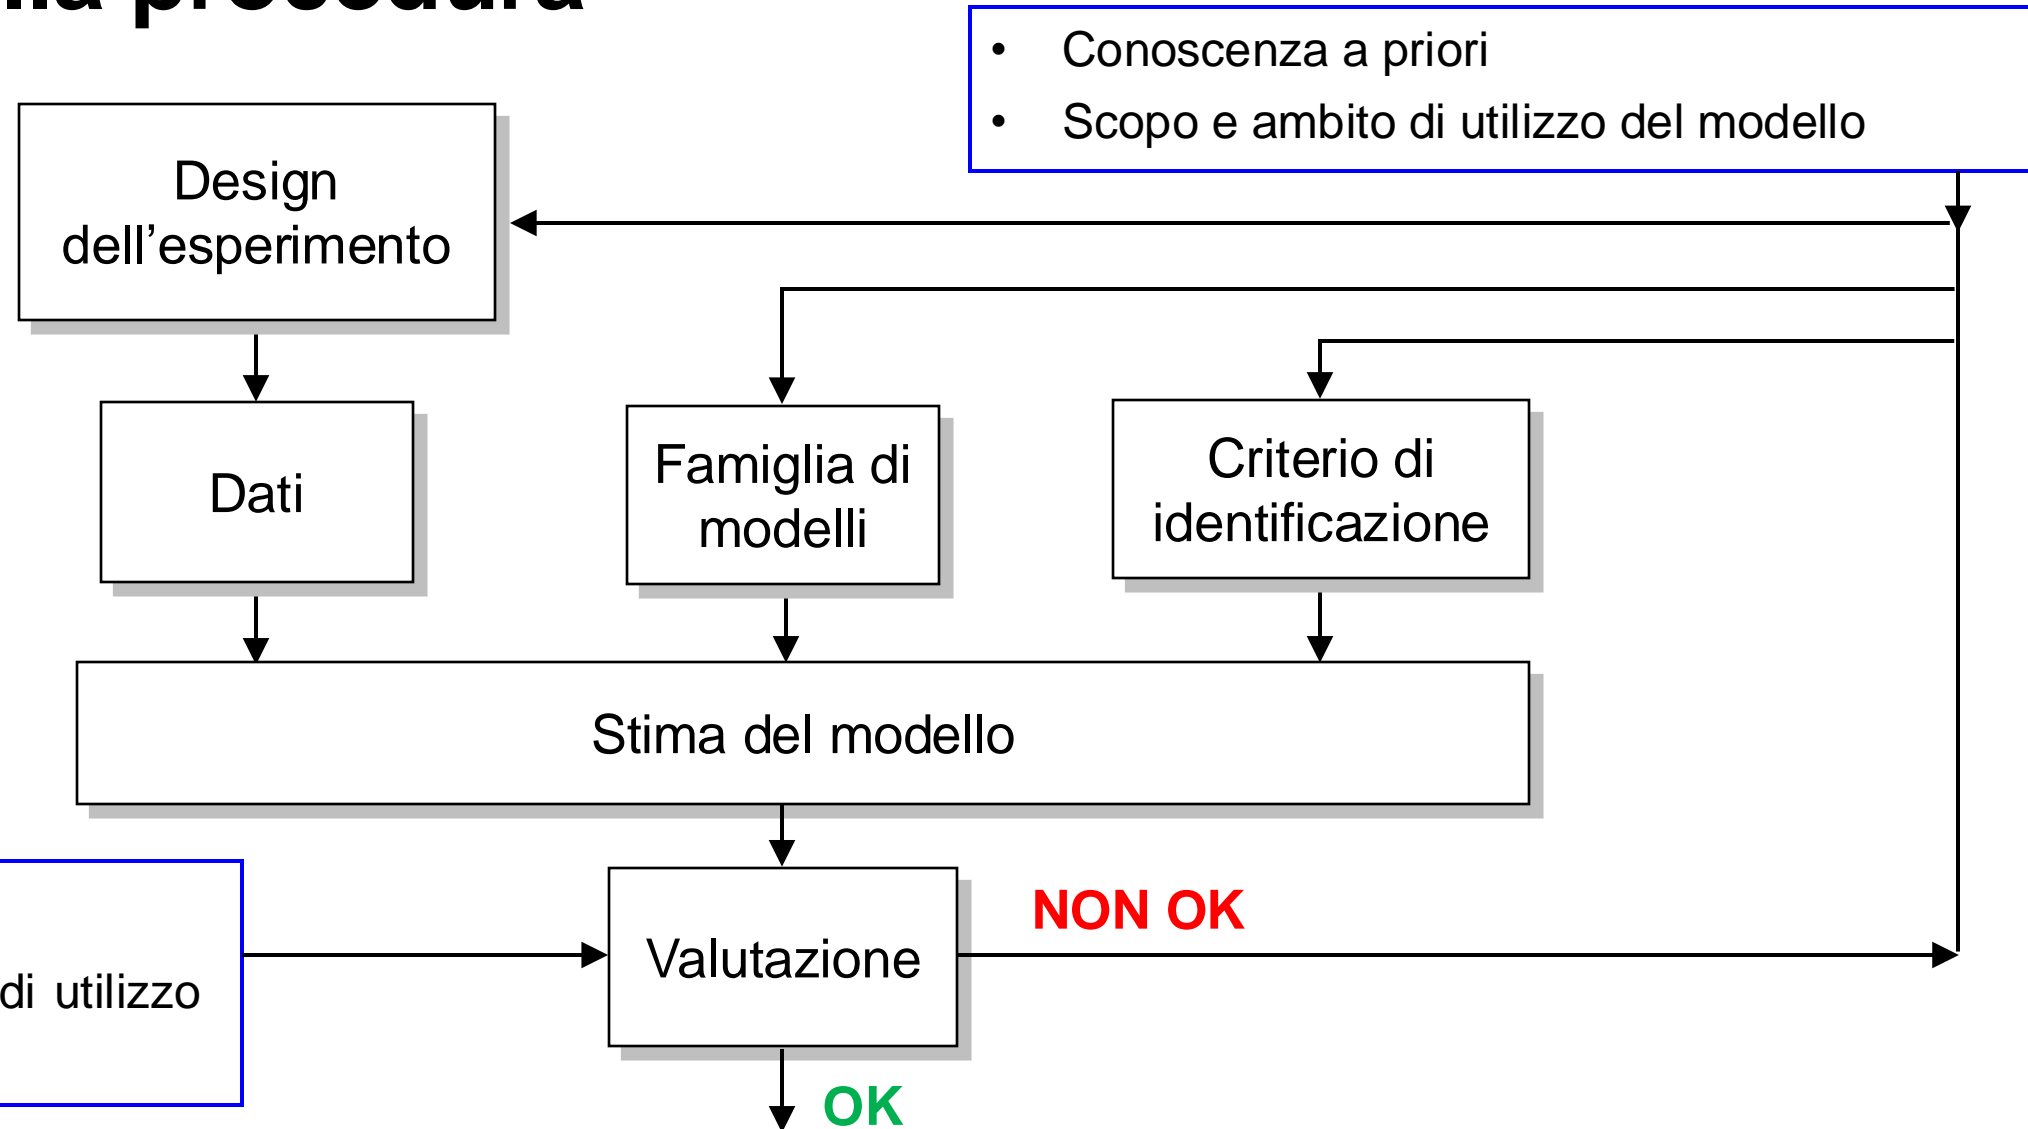 procedura
• Conoscenza a priori
• Scopo e ambito di utilizzo del modello
Design
dell’esperimento
Dati
Famiglia di
modelli
Criterio di
identificazione
Stima del modello
Valutazione
NON OK
di utilizzo
OK